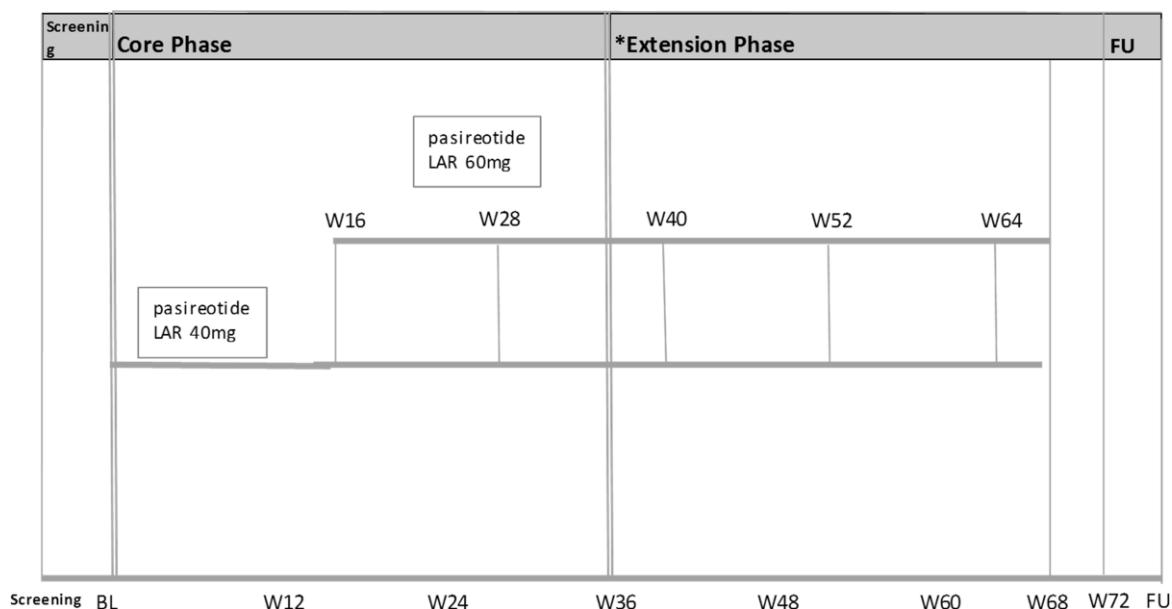 Screenin
g
Core Phase
*Extension Phase
FU
pasireotide
LAR 60mg
W16
W28
W40
W52
W64
pasireotide
LAR 40mg
Screening
BL
W12
W24
W36
W48
W60
W68
W72
FU